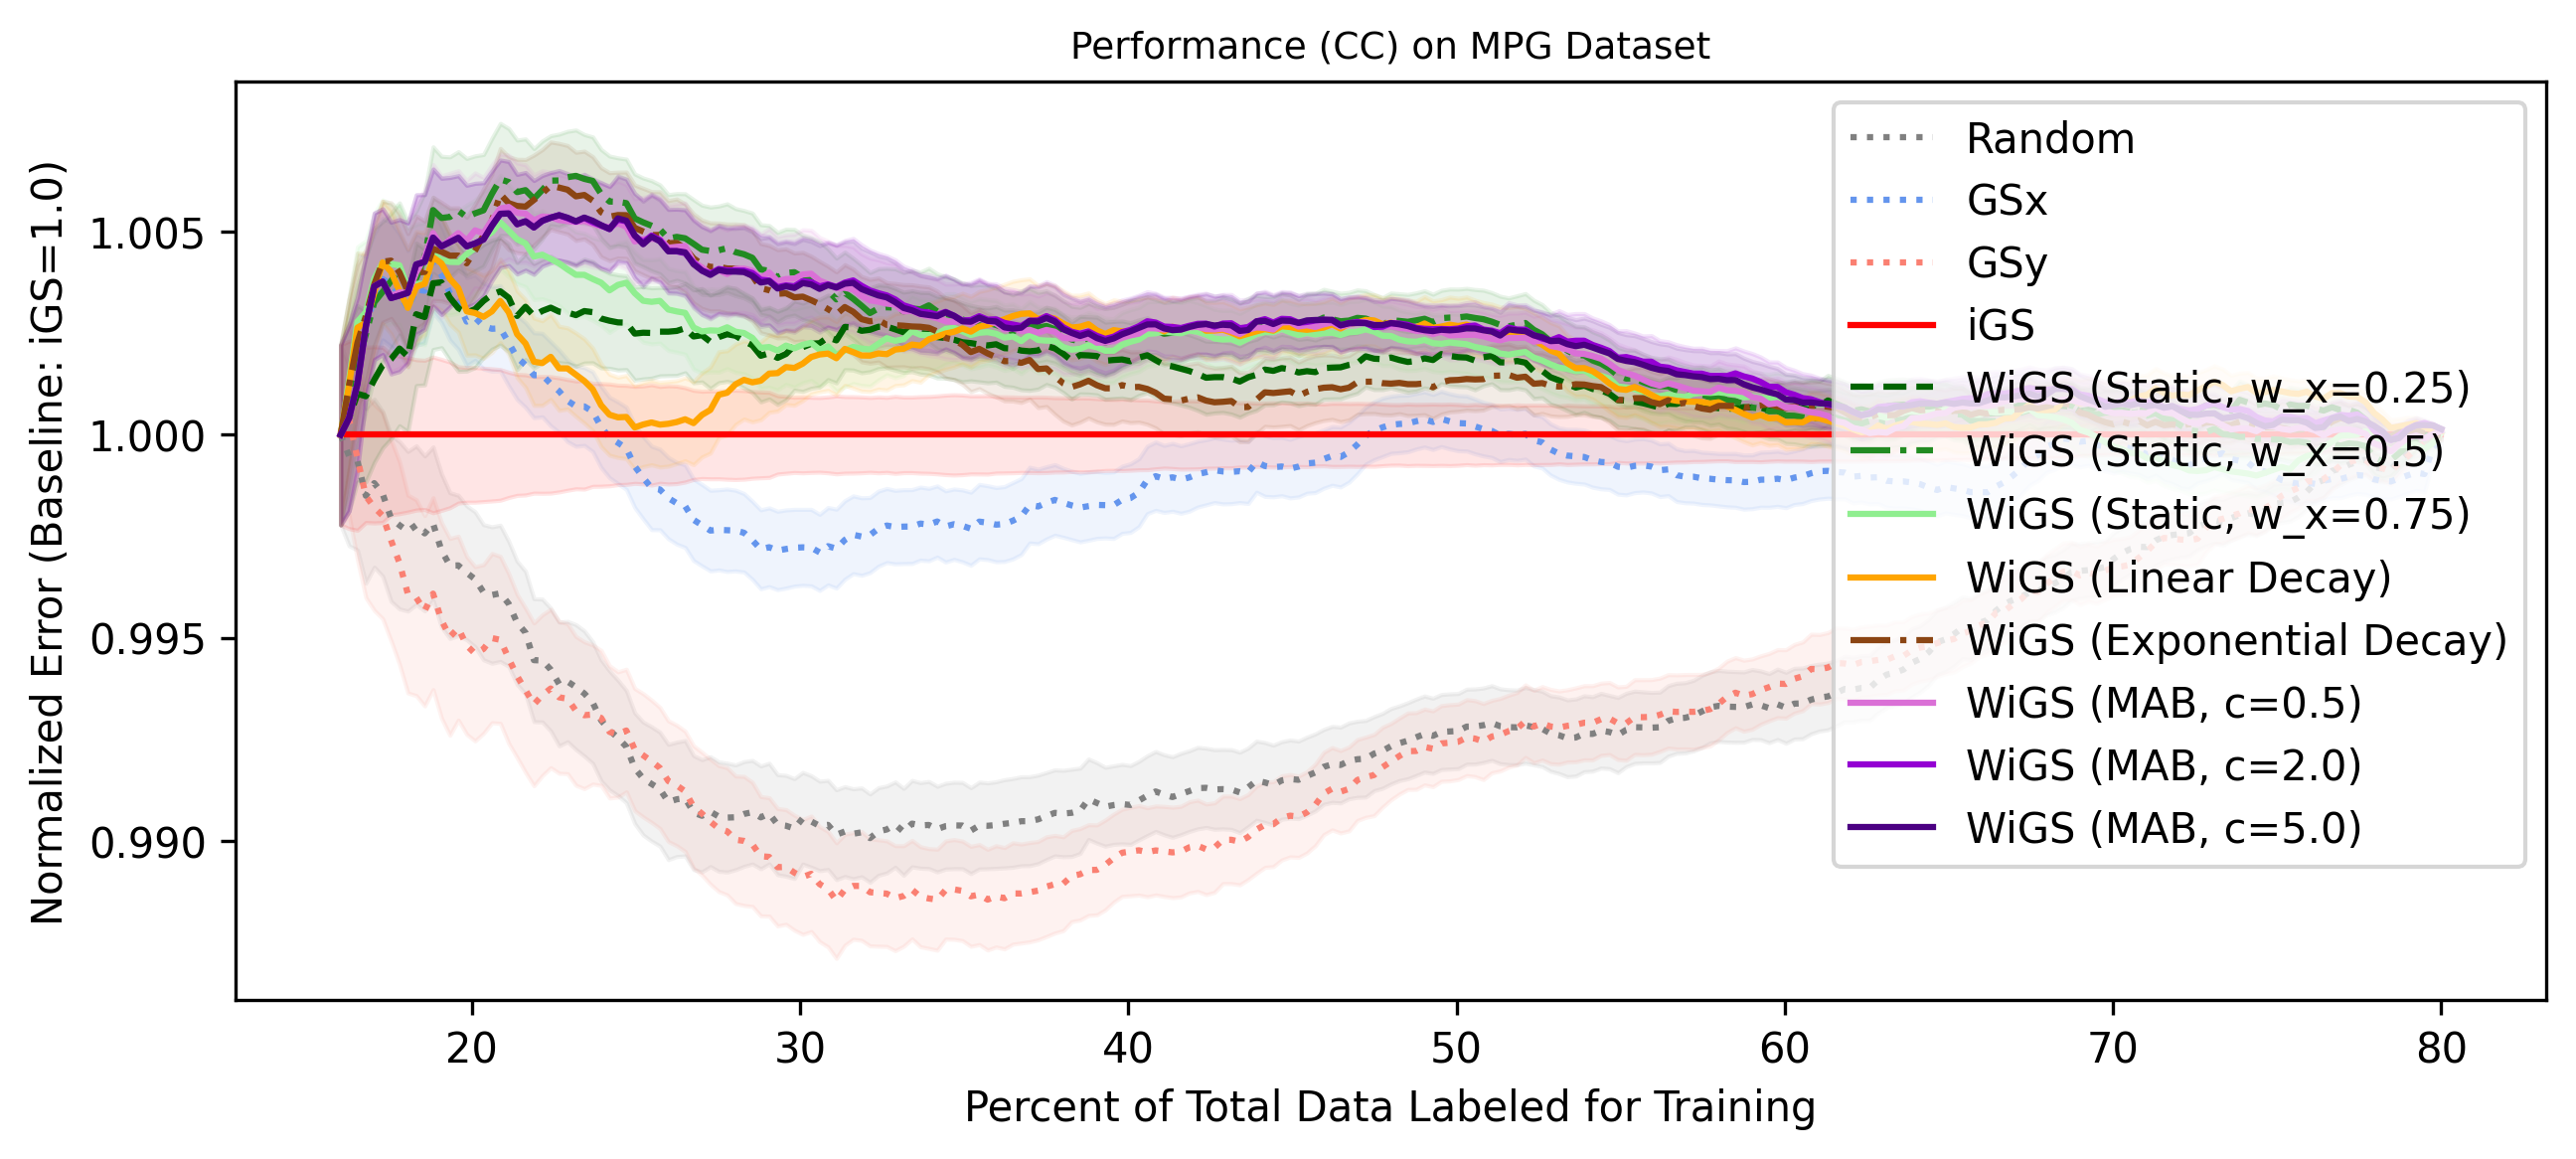 Performance (CC) on MPG Dataset
Normalized Error (Baseline: iGS=1.0)
1.005
1.000
0.995
0.990
20 30 40 50 60 70 80
Percent of Total Data Labeled for Training
Random
GSx
GSy
iGS
WiGS (Static, w_x=0.25)
WiGS (Static, w_x=0.5)
WiGS (Static, w_x=0.75)
WiGS (Linear Decay)
WiGS (Exponential Decay)
WiGS (MAB, c=0.5)
WiGS (MAB, c=2.0)
WiGS (MAB, c=5.0)